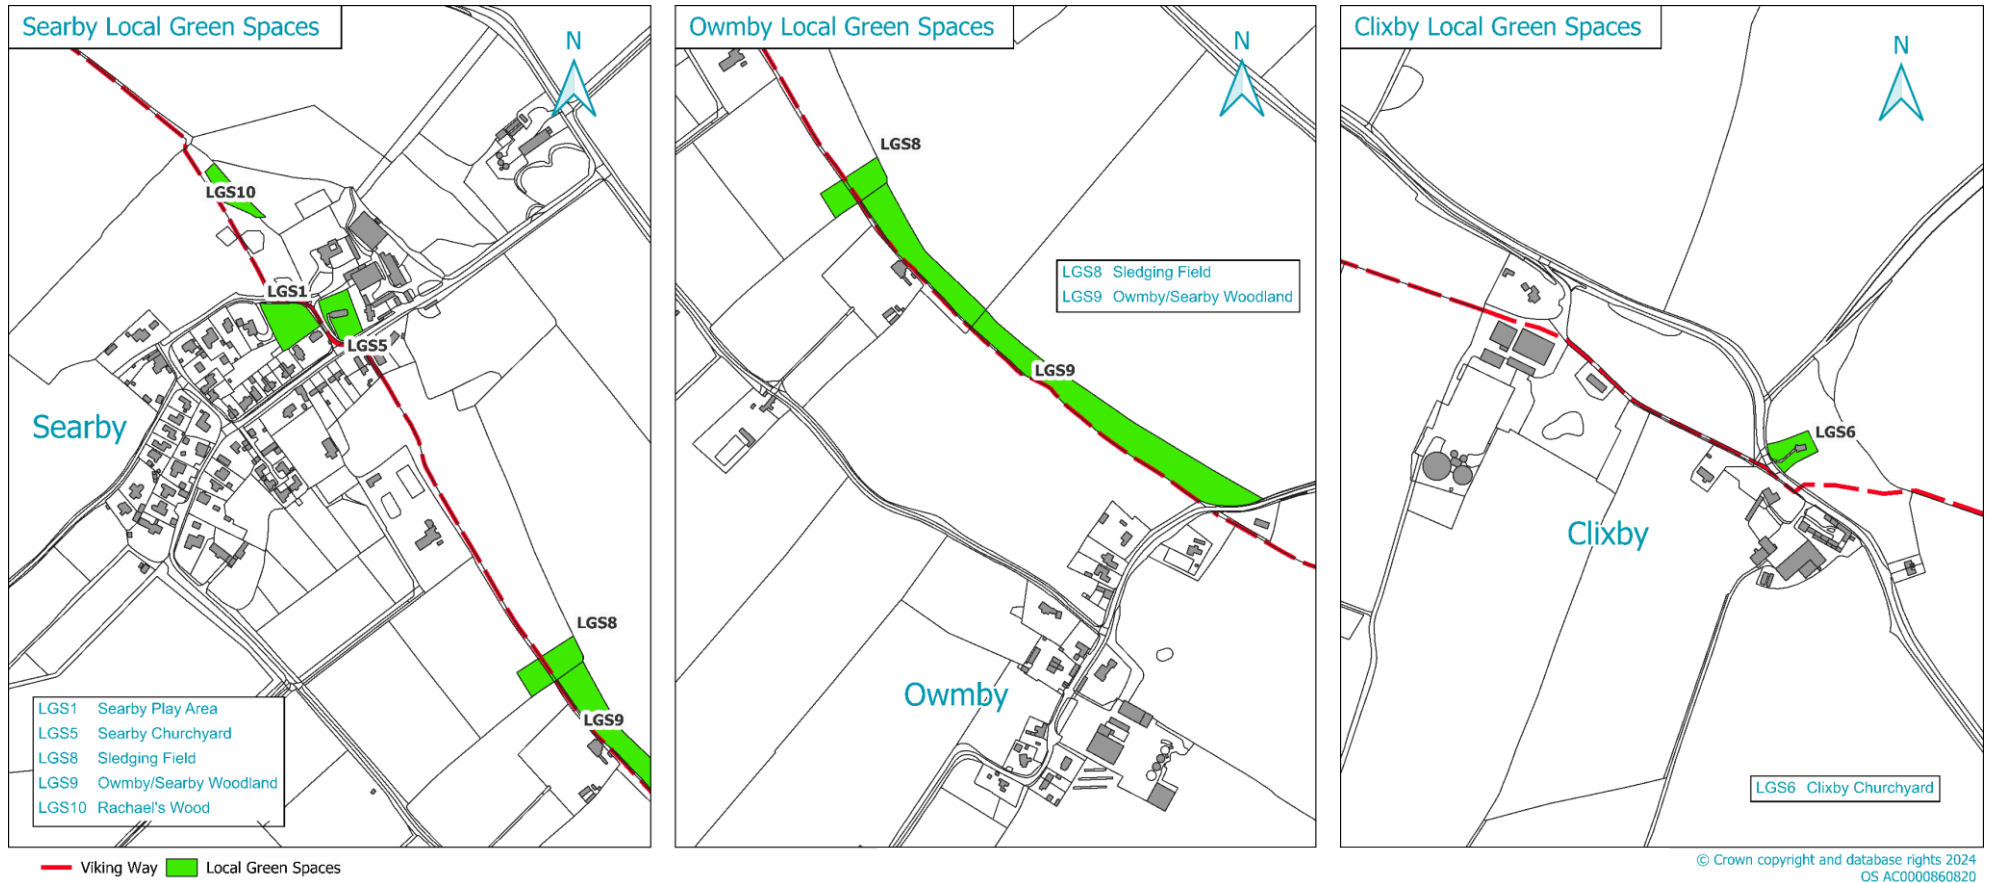 Searby Local Green Spaces
N
LGS10
LGS1
LGS5
Searby
LGS8
LGS9
LGS1 Searby Play Area
LGS5 Searby Churchyard
LGS8 Sledging Field
LGS9 Owmby/Searby Woodland
LGS10 Rachael's Wood
Owmby Local Green Spaces
N
LGS8
LGS8 Sledging Field
LGS9 Owmby/Searby Woodland
LGS9
Owmby
Clixby Local Green Spaces
N
LGS6
Clixby
LGS6 Clixby Churchyard
Viking Way Local Green Spaces
© Crown copyright and database rights 2024
OS AC0000860820